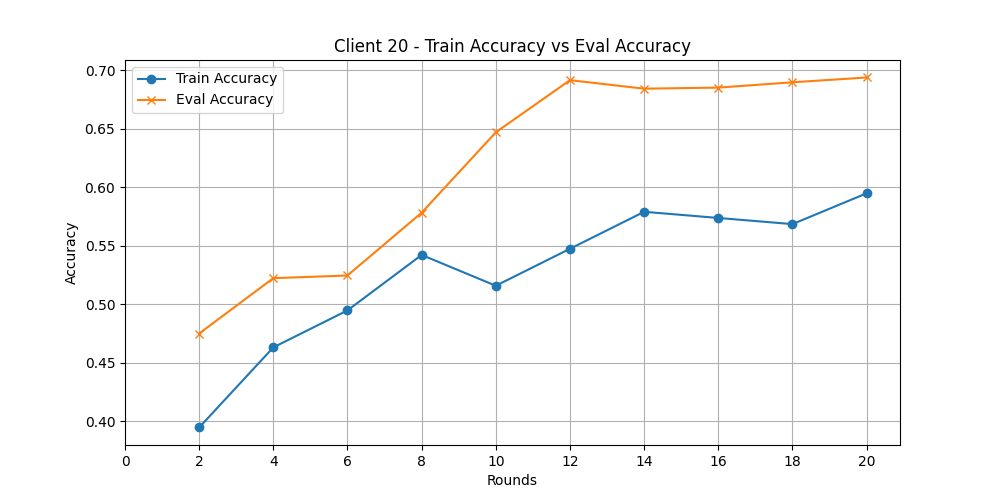 Client 20 - Train Accuracy vs Eval Accuracy
Train Accuracy
Eval Accuracy
Accuracy
0.70
0.65
0.60
0.55
0.50
0.45
0.40
0 2 4 6 8 10 12 14 16 18 20
Rounds